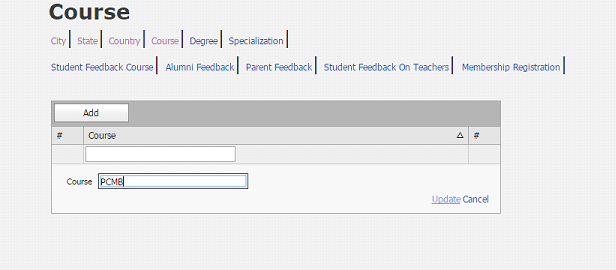 Course
City State Country Course Degree Specialization
Student Feedback Course Alumni Feedback Parent Feedback Student Feedback On Teachers Membership Registration
Add
# Course #
Course PCMB
Update Cancel